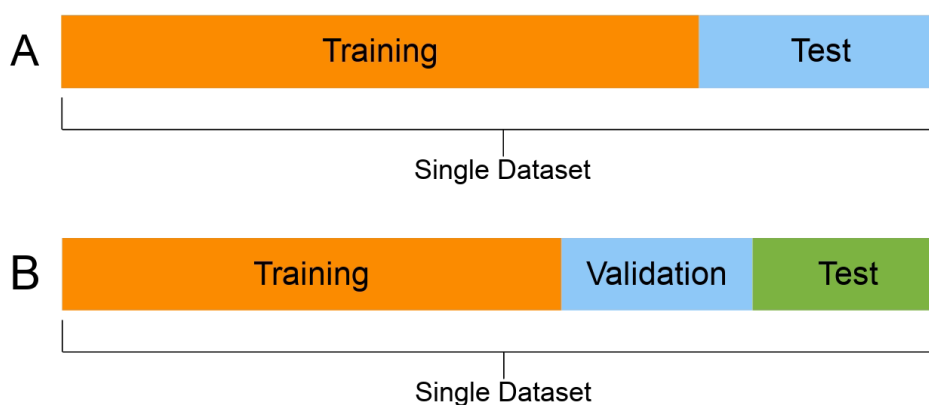 A
Training Test
Single Dataset
B
Training Validation Test
Single Dataset